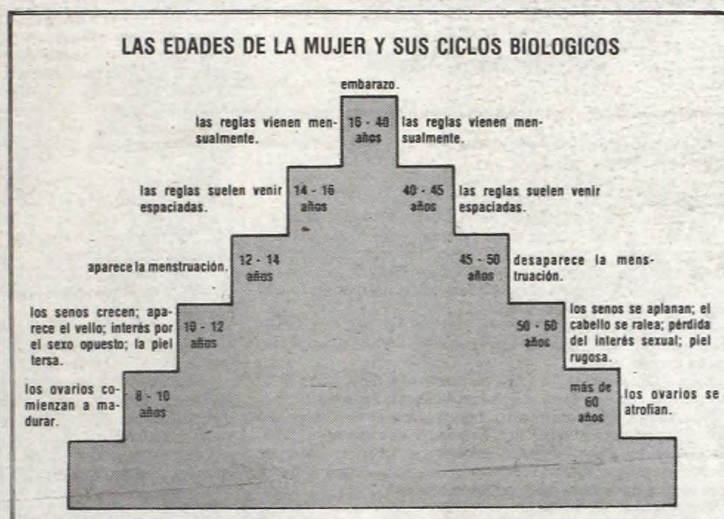 LAS EDADES DE LA MUJER Y SUS CICLOS BIOLOGICOS
embarazo.
las reglas vienen men-
sualmente.
16 - 40
años
las reglas vienen men-
sualmente.
las reglas suelen venir
espaciadas.
14 - 16
años
40 - 45
años
las reglas suelen venir
espaciadas.
aparece la menstruación.
12 - 14
años
45 - 50
años
desaparece la mens-
truación.
los senos crecen; apa-
rece el vello; interés por
el sexo opuesto; la piel
tersa.
10 - 12
años
50 - 60
años
los senos se aplanan; el
cabello se ralea; pérdida
del interés sexual; piel
rugosa.
los ovarios co-
mienzan a ma-
durar.
8 - 10
años
más de
60
años
los ovarios se
atrofian.